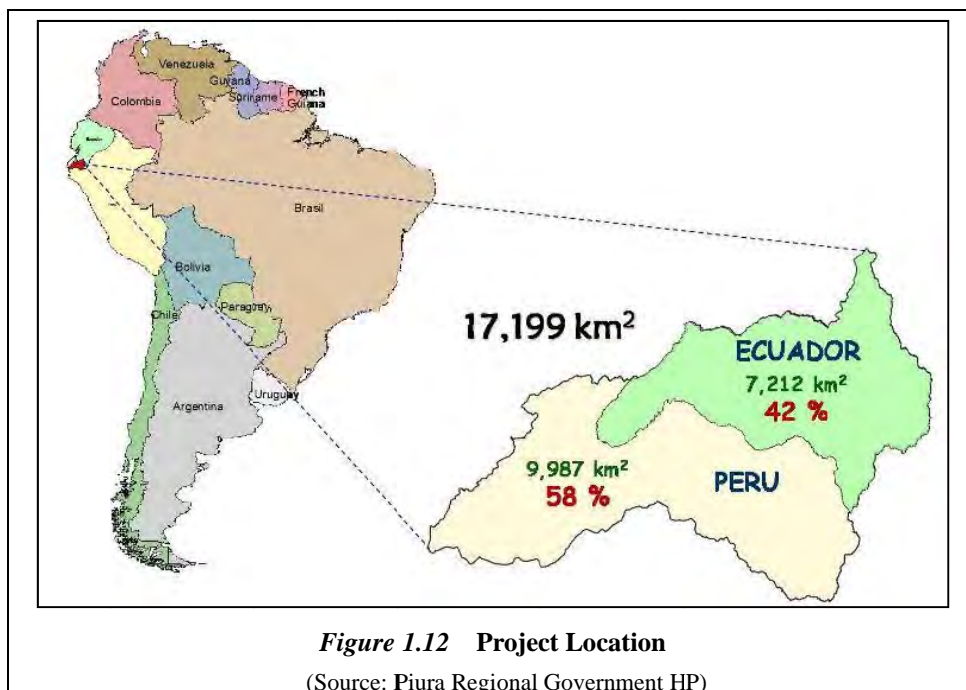 Venezuela
Guyana
Colombia
Suriname
French
Guiana
Brasil
Bolivia
Paraguay
Chile
Uruguay
Argentina
17,199 km²
ECUADOR
7,212 km²
42 %
9,987 km²
58 %
PERU
Figure 1.12 Project Location
(Source: Piura Regional Government HP)